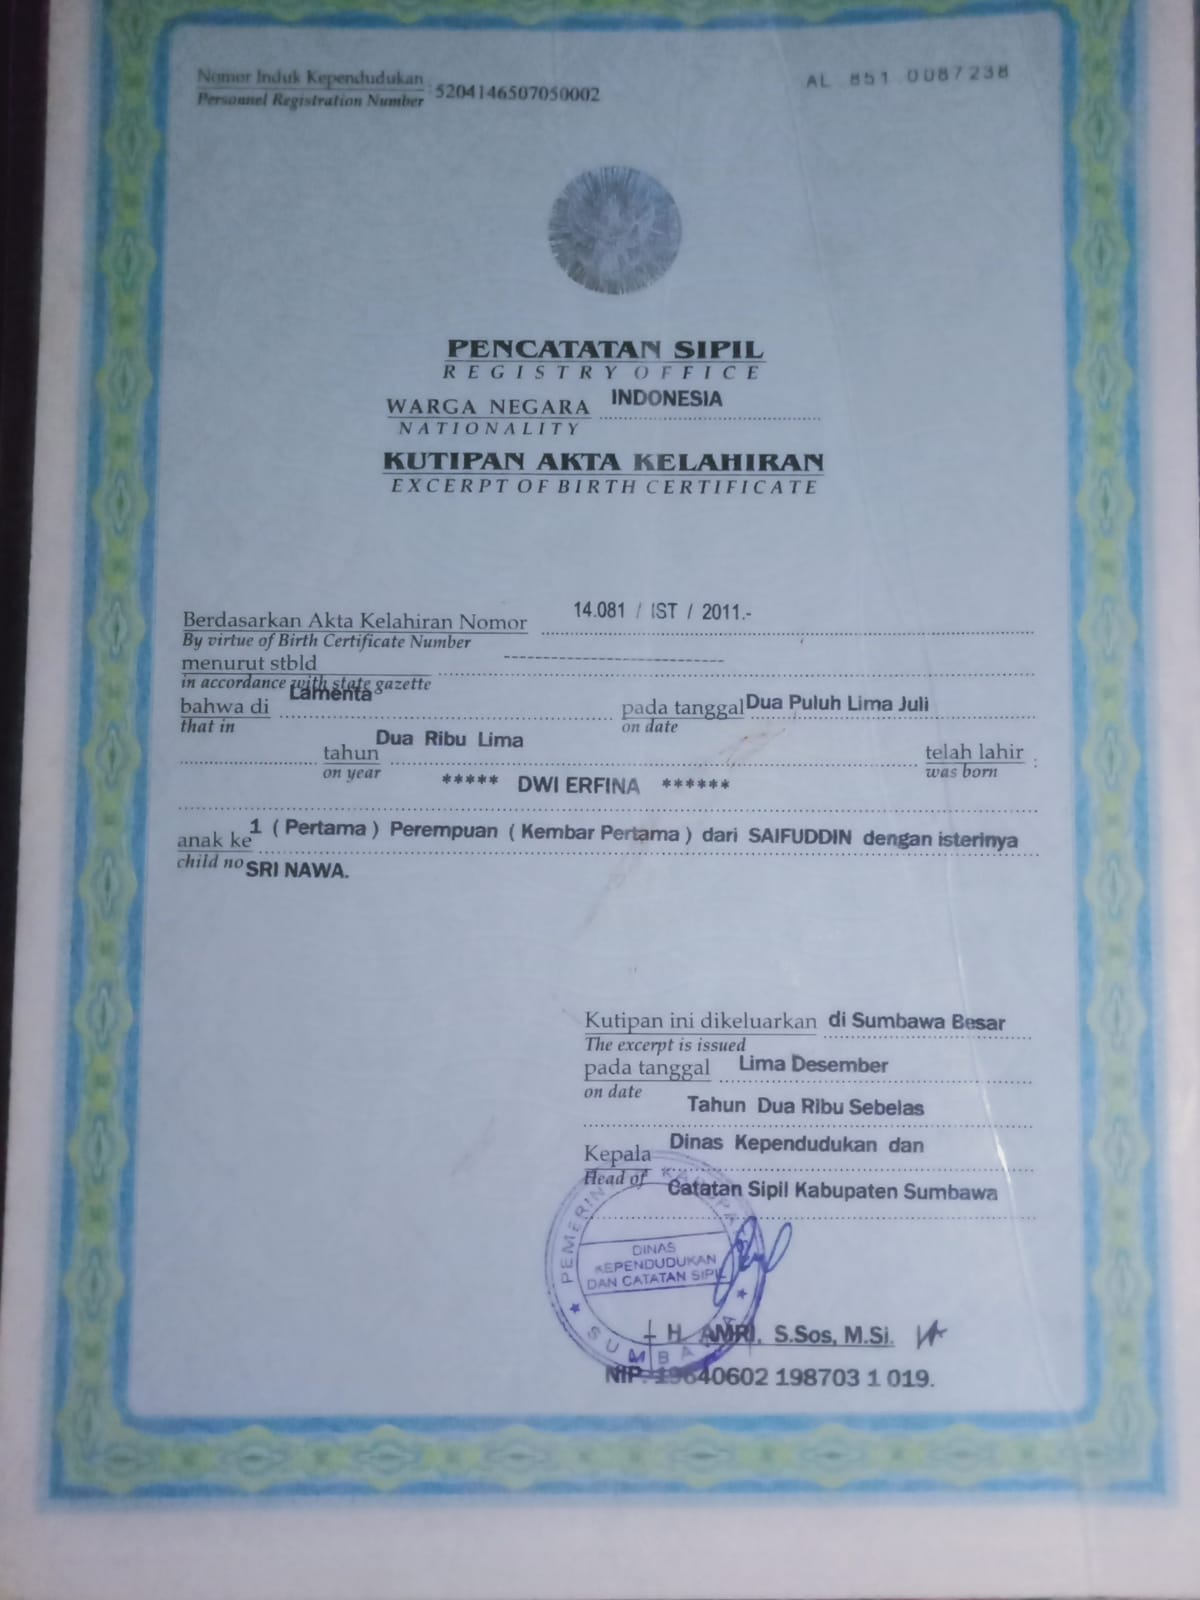 Nomor Induk Kependudukan : 5204146507050002
Personnel Registration Number
AL 851 0087238
PENCATATAN SIPIL
REGISTRY OFFICE
WARGA NEGARA INDONESIA
NATIONALITY
KUTIPAN AKTA KELAHIRAN
EXCERPT OF BIRTH CERTIFICATE
Berdasarkan Akta Kelahiran Nomor 14.081 / IST / 2011.-
By virtue of Birth Certificate Number
menurut stbld --------------------------------
in accordance with state gazette
bahwa di Lamenta pada tanggal Dua Puluh Lima Juli
that in on date
tahun Dua Ribu Lima telah lahir :
on year was born
***** DWI ERFINA ******
anak ke 1 ( Pertama ) Perempuan ( Kembar Pertama ) dari SAIFUDDIN dengan isterinya
child no SRI NAWA.
Kutipan ini dikeluarkan di Sumbawa Besar
The excerpt is issued
pada tanggal Lima Desember
on date
Tahun Dua Ribu Sebelas
Kepala Dinas Kependudukan dan
Head of Catatan Sipil Kabupaten Sumbawa
PEMERINTAH KABUPATEN
DINAS
KEPENDUDUKAN
DAN CATATAN SIPIL
SUMBAWA
H. AMRI, S.Sos, M.Si.
NIP. 19640602 198703 1 019.